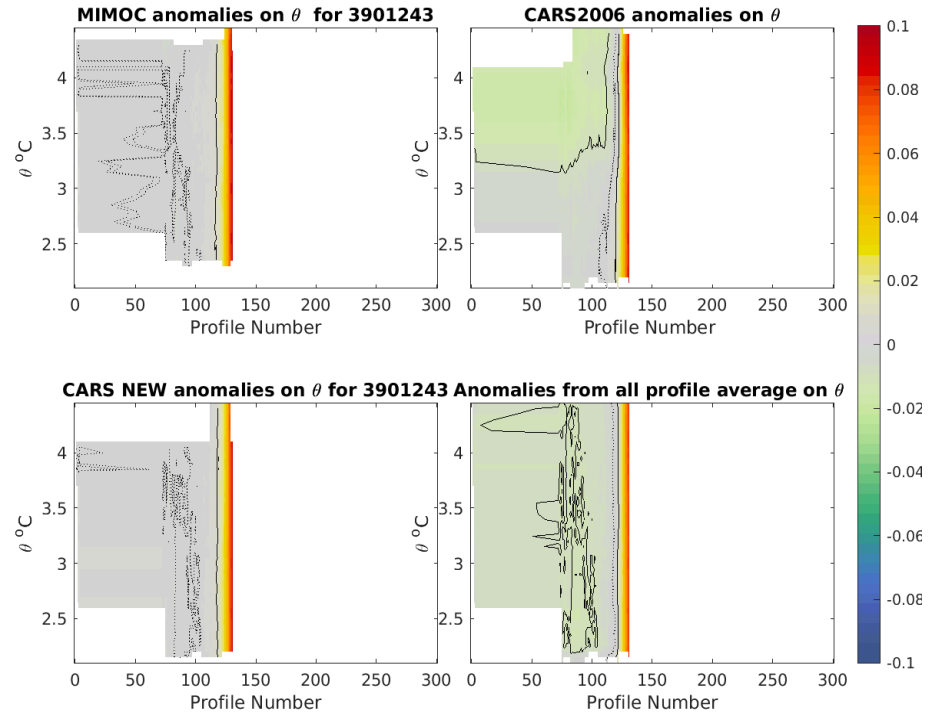 MIMOC anomalies on θ for 3901243
CARS2006 anomalies on θ
4
3.5
3
2.5
θ °C
0 50 100 150 200 250 300
Profile Number
4
3.5
3
2.5
θ °C
0 50 100 150 200 250 300
Profile Number
0.1
0.08
0.06
0.04
0.02
0
-0.02
-0.04
-0.06
-0.08
-0.1
CARS NEW anomalies on θ for 3901243
Anomalies from all profile average on θ
4
3.5
3
2.5
θ °C
0 50 100 150 200 250 300
Profile Number
4
3.5
3
2.5
θ °C
0 50 100 150 200 250 300
Profile Number